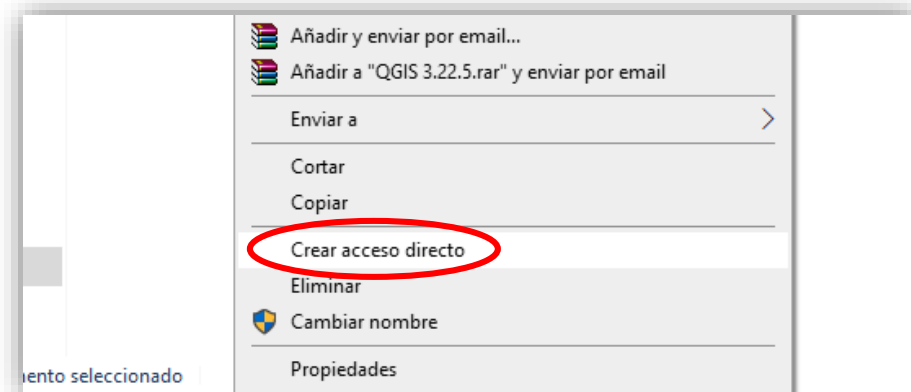 Añadir y enviar por email...
Añadir a "QGIS 3.22.5.rar" y enviar por email
Enviar a
Cortar
Copiar
Crear acceso directo
Eliminar
Cambiar nombre
Propiedades
seleccionado